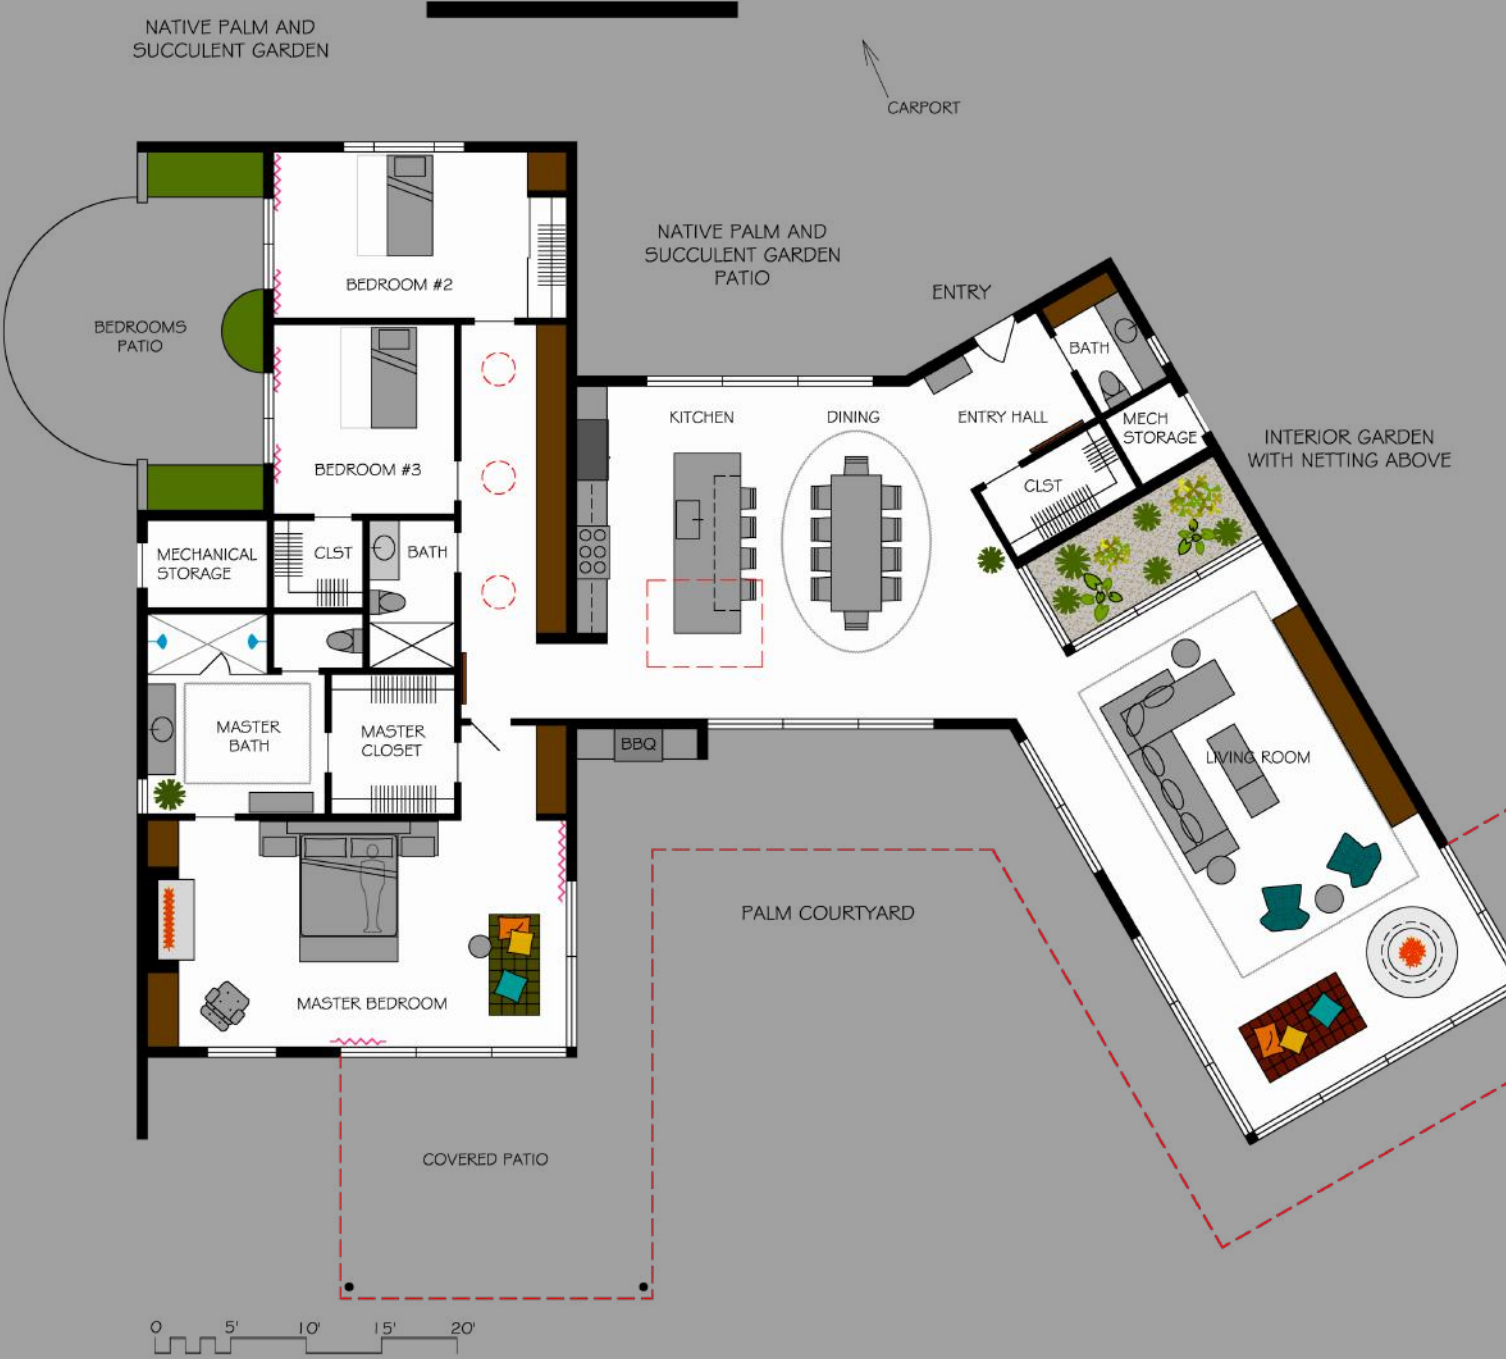 NATIVE PALM AND
SUCCULENT GARDEN
CARPORT
NATIVE PALM AND
SUCCULENT GARDEN
PATIO
ENTRY
BEDROOM #2
BEDROOMS
PATIO
BATH
KITCHEN
DINING
ENTRY HALL
MECH
STORAGE
INTERIOR GARDEN
WITH NETTING ABOVE
BEDROOM #3
CLST
MECHANICAL
STORAGE
CLST
BATH
MASTER
BATH
MASTER
CLOSET
BBQ
LIVING ROOM
PALM COURTYARD
MASTER BEDROOM
COVERED PATIO
0 5' 10' 15' 20'